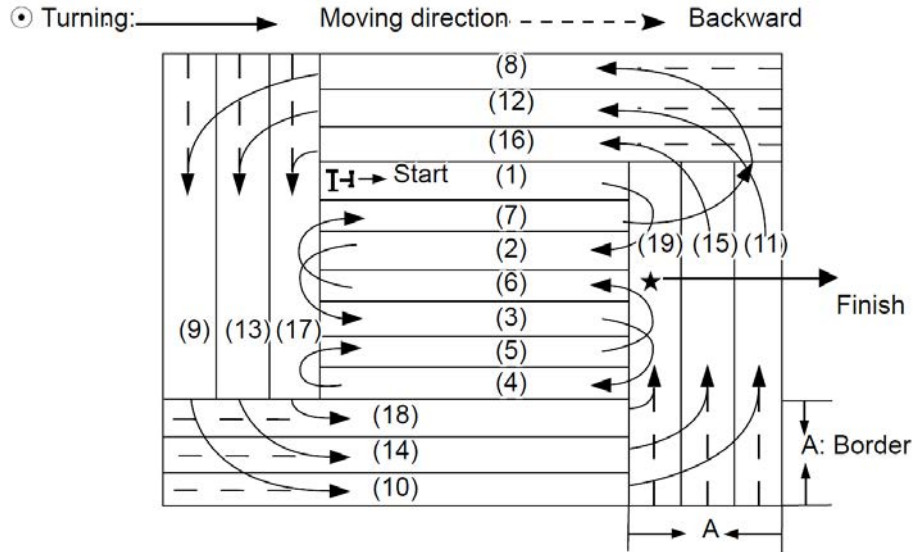 Turning: Moving direction Backward
(8)
(12)
(16)
Start (1)
(7)
(2) (19) (15) (11)
(6)
Finish
(9) (13) (17) (3)
(5)
(4)
(18)
(14) A: Border
(10)
A